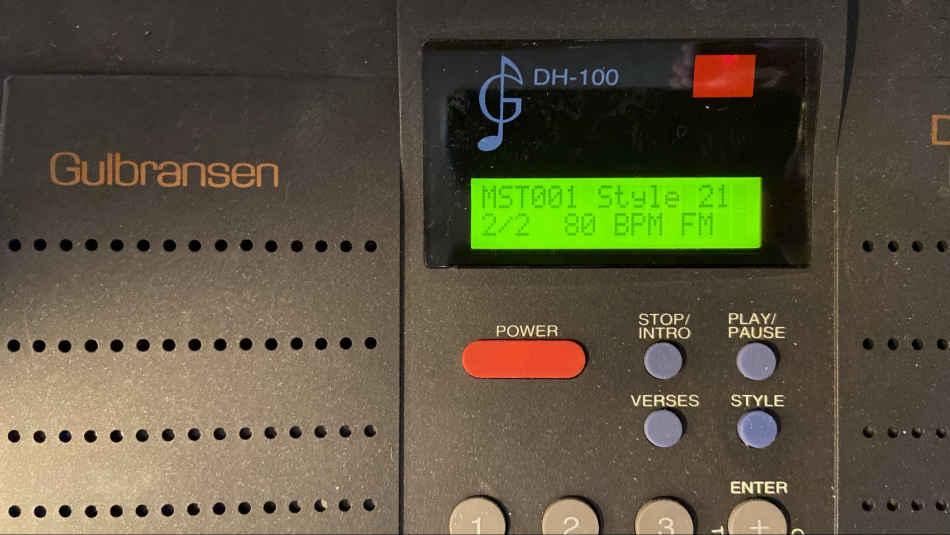 DH-100
Gulbransen
MST001 Style 21
2/2 80 BPM FM
POWER
STOP/
INTRO
PLAY/
PAUSE
VERSES
STYLE
ENTER
1 2 3 +